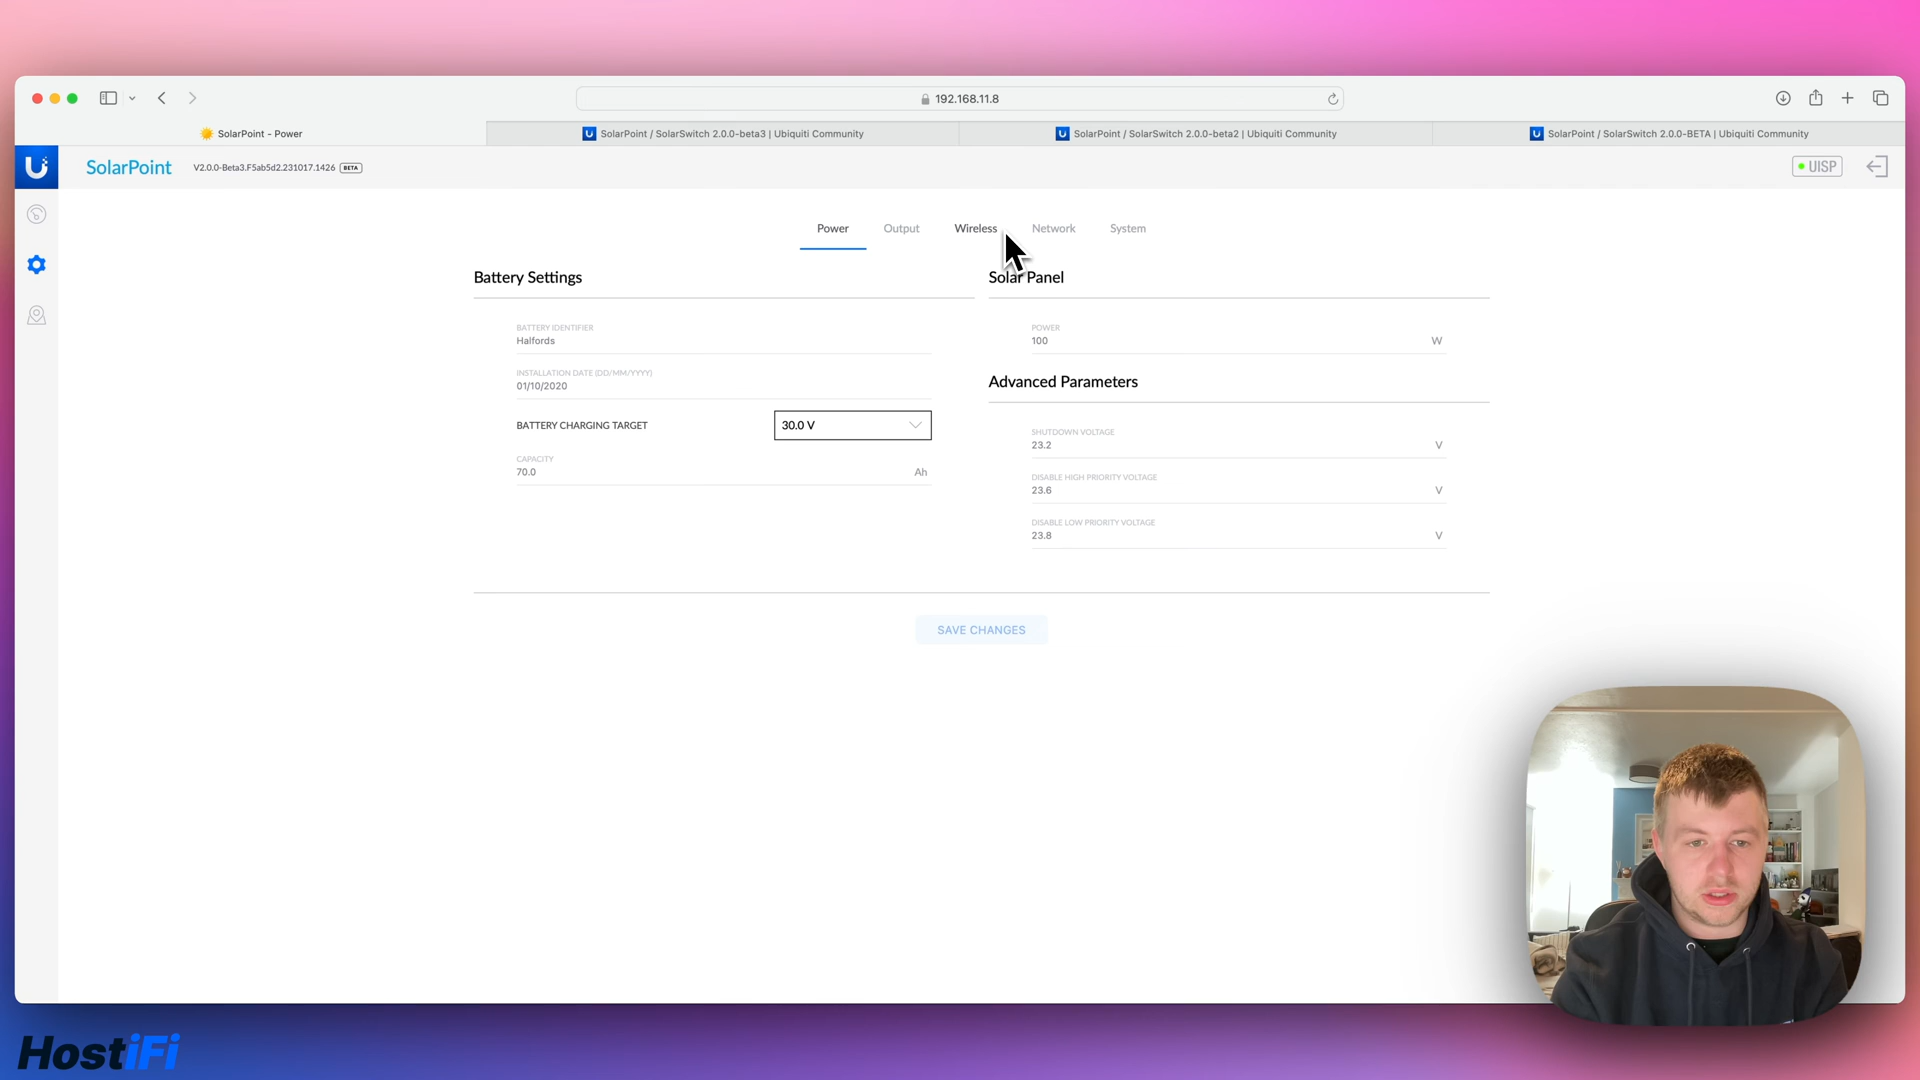 192.168.11.8
SolarPoint - Power
SolarPoint / SolarSwitch 2.0.0-beta3 | Ubiquiti Community
SolarPoint / SolarSwitch 2.0.0-beta2 | Ubiquiti Community
SolarPoint / SolarSwitch 2.0.0-BETA | Ubiquiti Community
SolarPoint V2.0.0-Beta3.F5ab5d2.231017.1426 BETA
UISP
Power Output Wireless Network System
Battery Settings
BATTERY IDENTIFIER
Halfords
INSTALLATION DATE (DD/MM/YYYY)
01/10/2020
BATTERY CHARGING TARGET 30.0 V
CAPACITY
70.0 Ah
Solar Panel
POWER
100 W
Advanced Parameters
SHUTDOWN VOLTAGE
23.2 V
DISABLE HIGH PRIORITY VOLTAGE
23.6 V
DISABLE LOW PRIORITY VOLTAGE
23.8 V
SAVE CHANGES
HostiFi